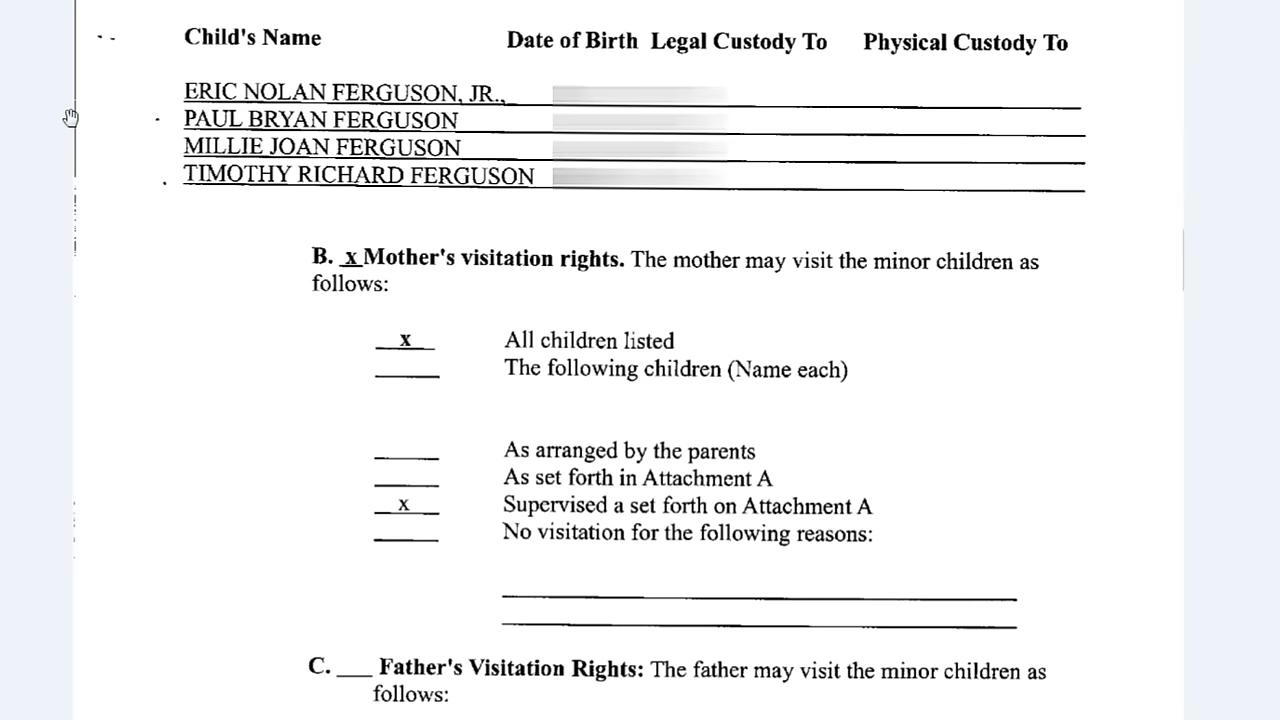 Child's Name Date of Birth Legal Custody To Physical Custody To
ERIC NOLAN FERGUSON, JR.,
PAUL BRYAN FERGUSON
MILLIE JOAN FERGUSON
TIMOTHY RICHARD FERGUSON
B. x Mother's visitation rights. The mother may visit the minor children as
follows:
x All children listed
The following children (Name each)
As arranged by the parents
As set forth in Attachment A
x Supervised a set forth on Attachment A
No visitation for the following reasons:
C. ___ Father's Visitation Rights: The father may visit the minor children as
follows: